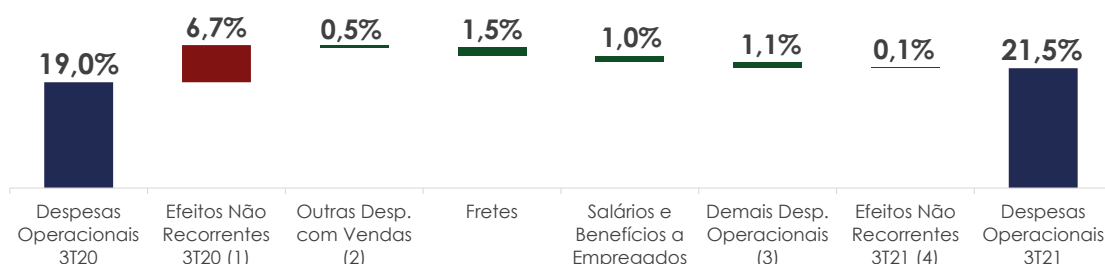 19,0%
6,7%
0,5%
1,5%
1,0%
1,1%
0,1%
21,5%
Despesas
Operacionais
3T20
Efeitos Não
Recorrentes
3T20 (1)
Outras Desp.
com Vendas
(2)
Fretes
Salários e
Benefícios a
Empregados
Demais Desp.
Operacionais
(3)
Efeitos Não
Recorrentes
3T21 (4)
Despesas
Operacionais
3T21